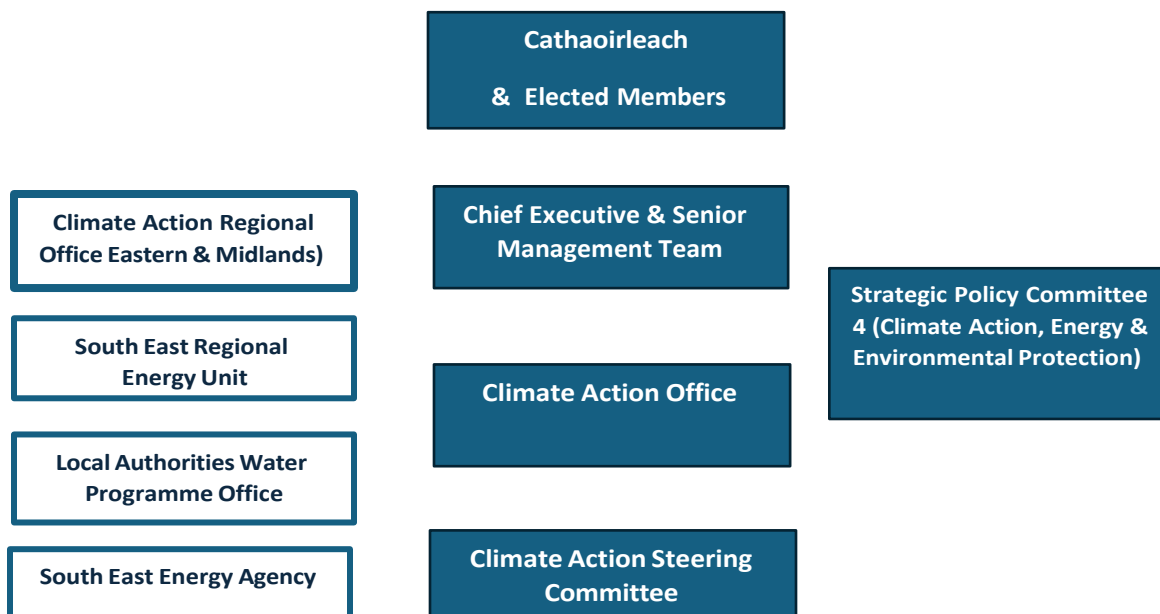 Cathaoirleach
& Elected Members
Climate Action Regional
Office Eastern & Midlands)
Chief Executive & Senior
Management Team
Strategic Policy Committee
4 (Climate Action, Energy &
Environmental Protection)
South East Regional
Energy Unit
Climate Action Office
Local Authorities Water
Programme Office
South East Energy Agency
Climate Action Steering
Committee